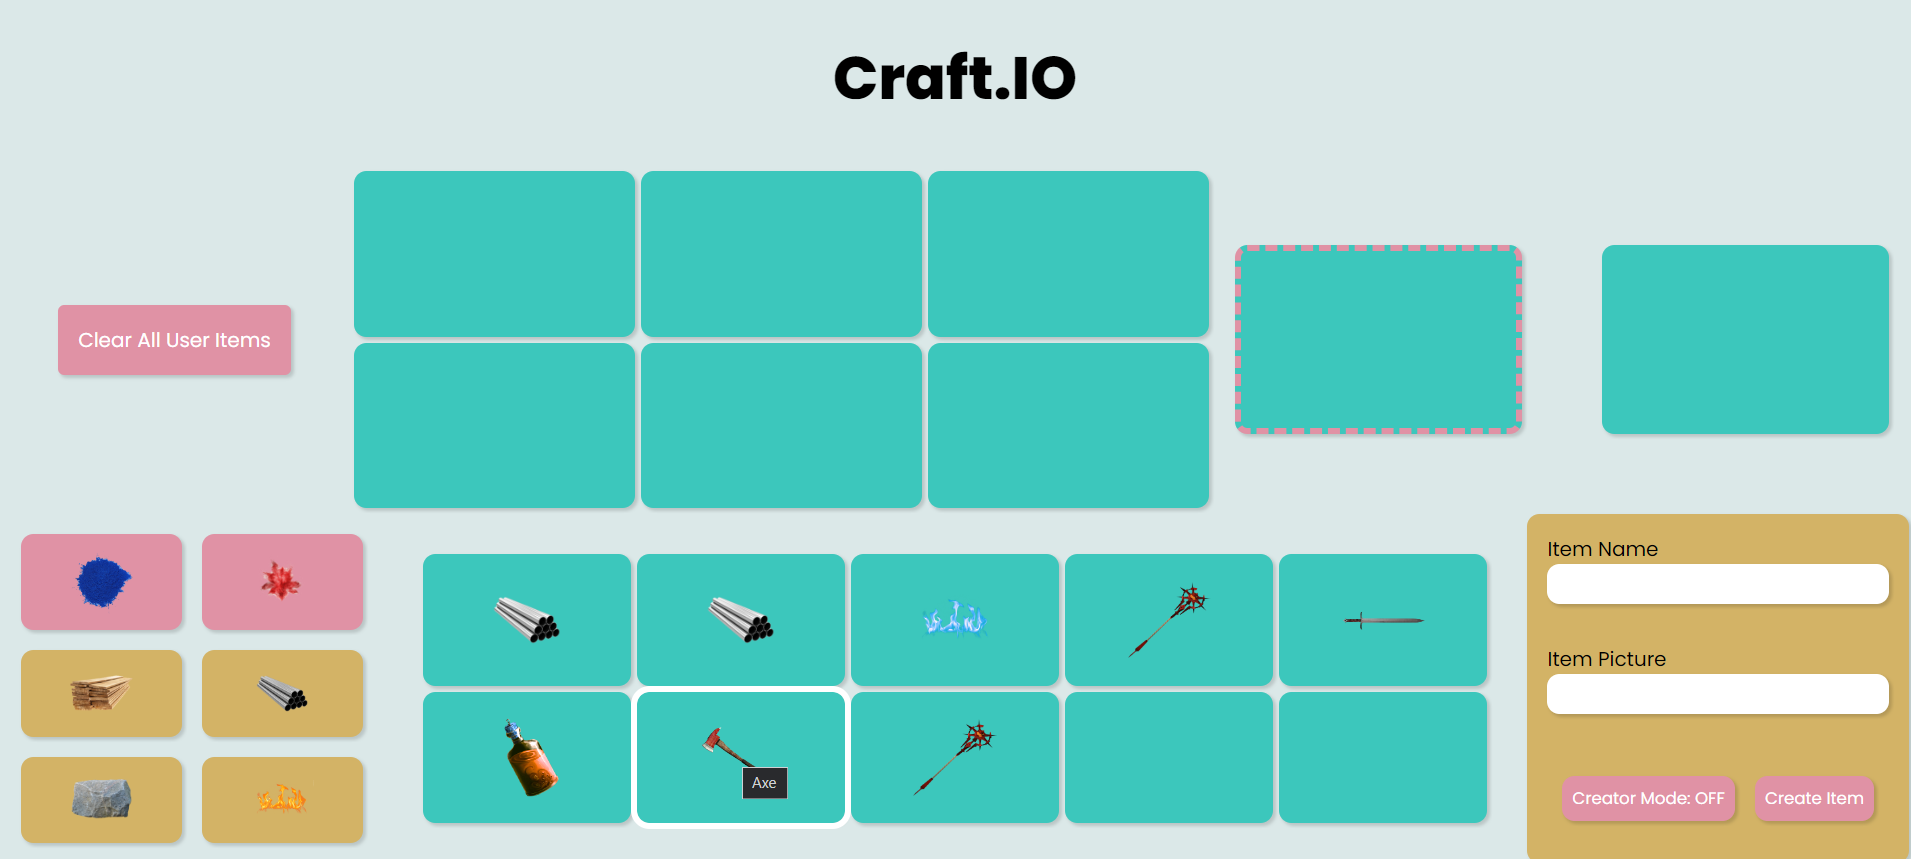 Craft.IO
Clear All User Items
Item Name
Item Picture
Axe
Creator Mode: OFF
Create Item